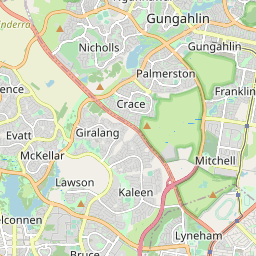 Gungahlin
Nicholls
Gungahlin
Palmerston
Franklin
Crace
Evatt
Giralang
McKellar
Mitchell
Lawson
Kaleen
Lyneham
Bruce